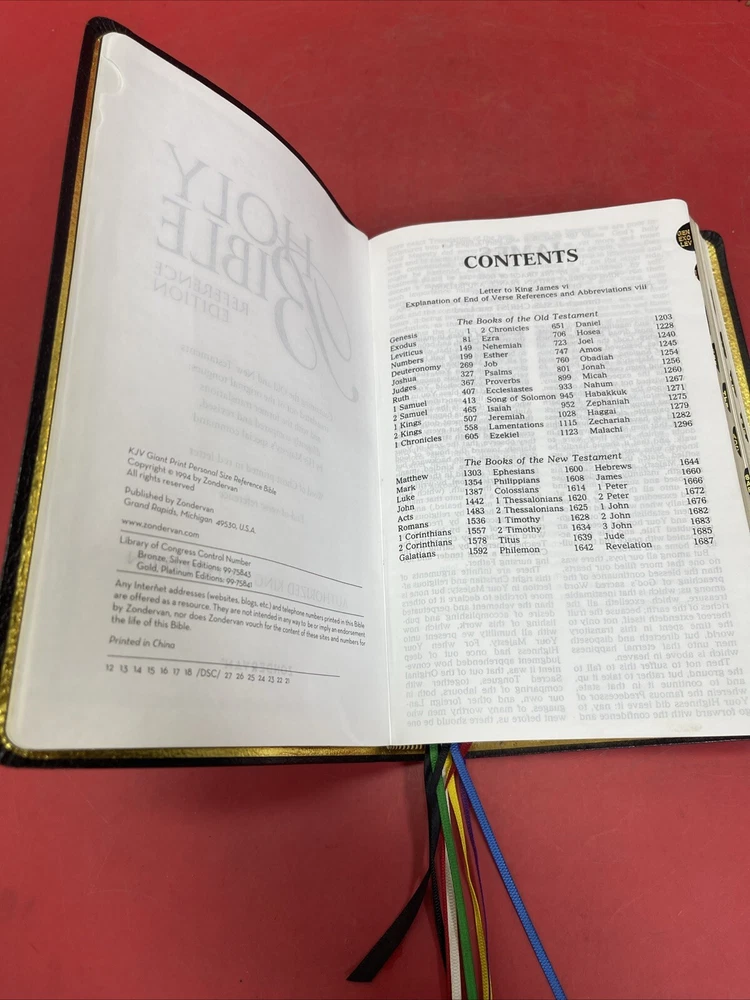 HOLY
BIBLE
REFERENCE
EDITION
KJV Giant Print Personal Size Reference Bible
Copyright © 1994 by Zondervan
All rights reserved
Published by Zondervan
Grand Rapids, Michigan 49530, U.S.A.
www.zondervan.com
Library of Congress Control Number
Bronze, Silver Editions: 99-75843
Gold, Platinum Editions: 99-75841
Any Internet addresses (websites, blogs, etc.) and telephone numbers printed in this Bible
are offered as a resource. They are not intended in any way to be or imply an endorsement
by Zondervan, nor does Zondervan vouch for the content of these sites and numbers for
the life of this Bible.
Printed in China
12 13 14 15 16 17 18 /DSC/ 27 26 25 24 23 22 21
CONTENTS
Letter to King James vi
Explanation of End of Verse References and Abbreviations viii
The Books of the Old Testament
Genesis 1 2 Chronicles 651 Daniel 1203
Exodus 81 Ezra 706 Hosea 1228
Leviticus 149 Nehemiah 723 Joel 1240
Numbers 199 Esther 747 Amos 1245
Deuteronomy 269 Job 760 Obadiah 1254
Joshua 327 Psalms 801 Jonah 1256
Judges 367 Proverbs 899 Micah 1260
Ruth 407 Ecclesiastes 933 Nahum 1267
1 Samuel 413 Song of Solomon 945 Habakkuk 1271
2 Samuel 465 Isaiah 952 Zephaniah 1275
1 Kings 507 Jeremiah 1028 Haggai 1279
2 Kings 558 Lamentations 1115 Zechariah 1282
1 Chronicles 605 Ezekiel 1123 Malachi 1296
The Books of the New Testament
Matthew 1303 Ephesians 1600 Hebrews 1644
Mark 1354 Philippians 1608 James 1660
Luke 1387 Colossians 1614 1 Peter 1666
John 1442 1 Thessalonians 1620 2 Peter 1672
Acts 1483 2 Thessalonians 1625 1 John 1676
Romans 1536 1 Timothy 1628 2 John 1682
1 Corinthians 1557 2 Timothy 1634 3 John 1683
2 Corinthians 1578 Titus 1639 Jude 1685
Galatians 1592 Philemon 1642 Revelation 1687
GEN
EXO
LEV